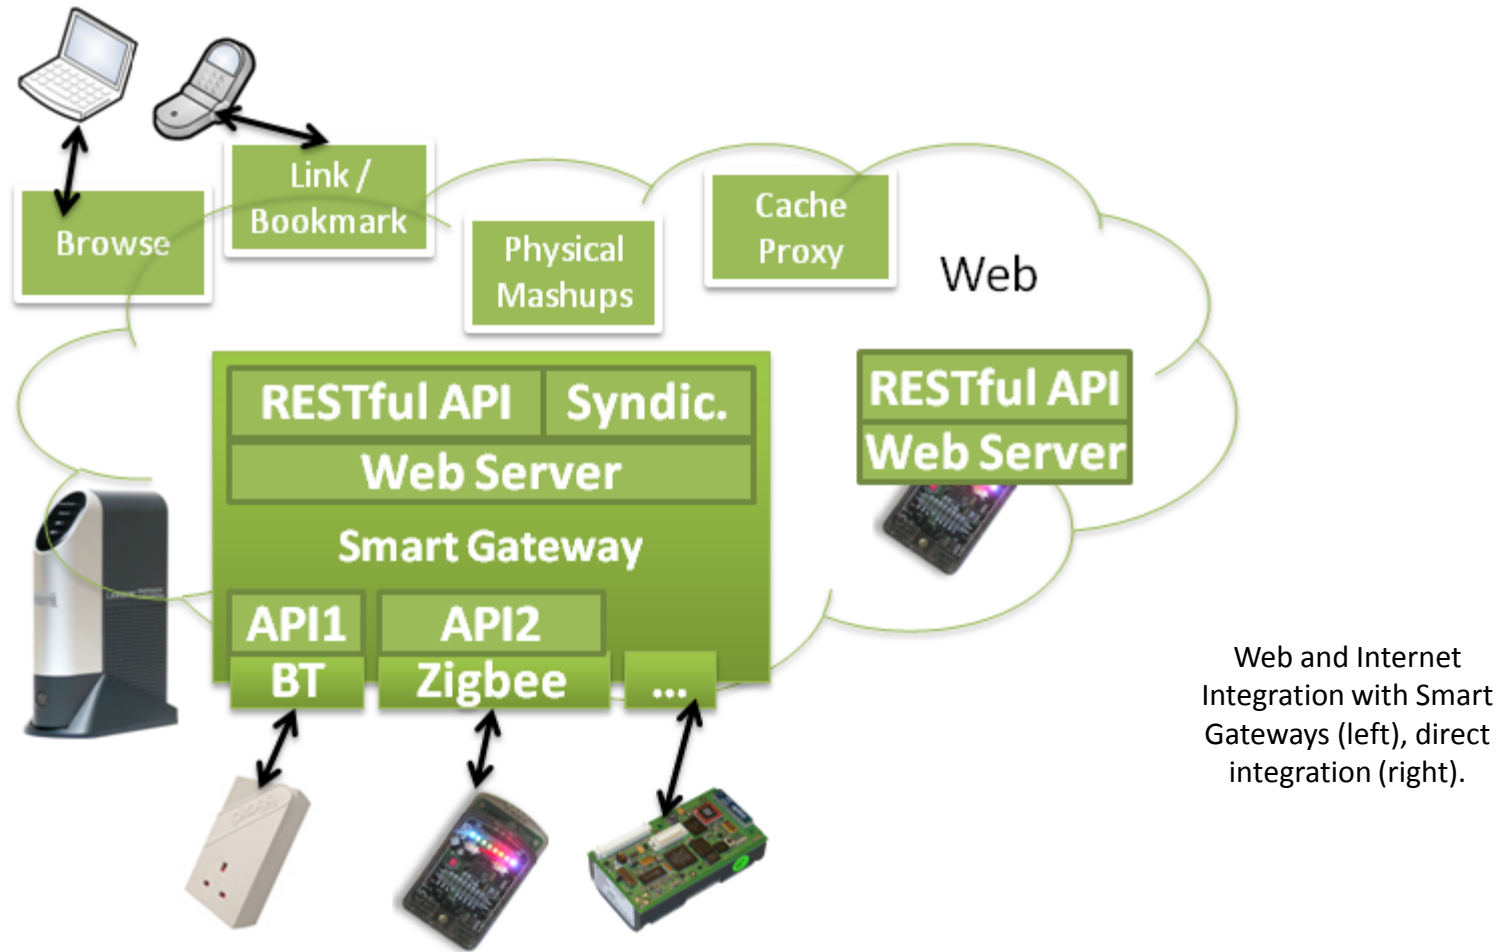 Link /
Bookmark
Browse
Physical
Mashups
Cache
Proxy
Web
RESTful API
Syndic.
Web Server
Smart Gateway
API1
API2
BT
Zigbee
...
RESTful API
Web Server
Web and Internet
Integration with Smart
Gateways (left), direct
integration (right).